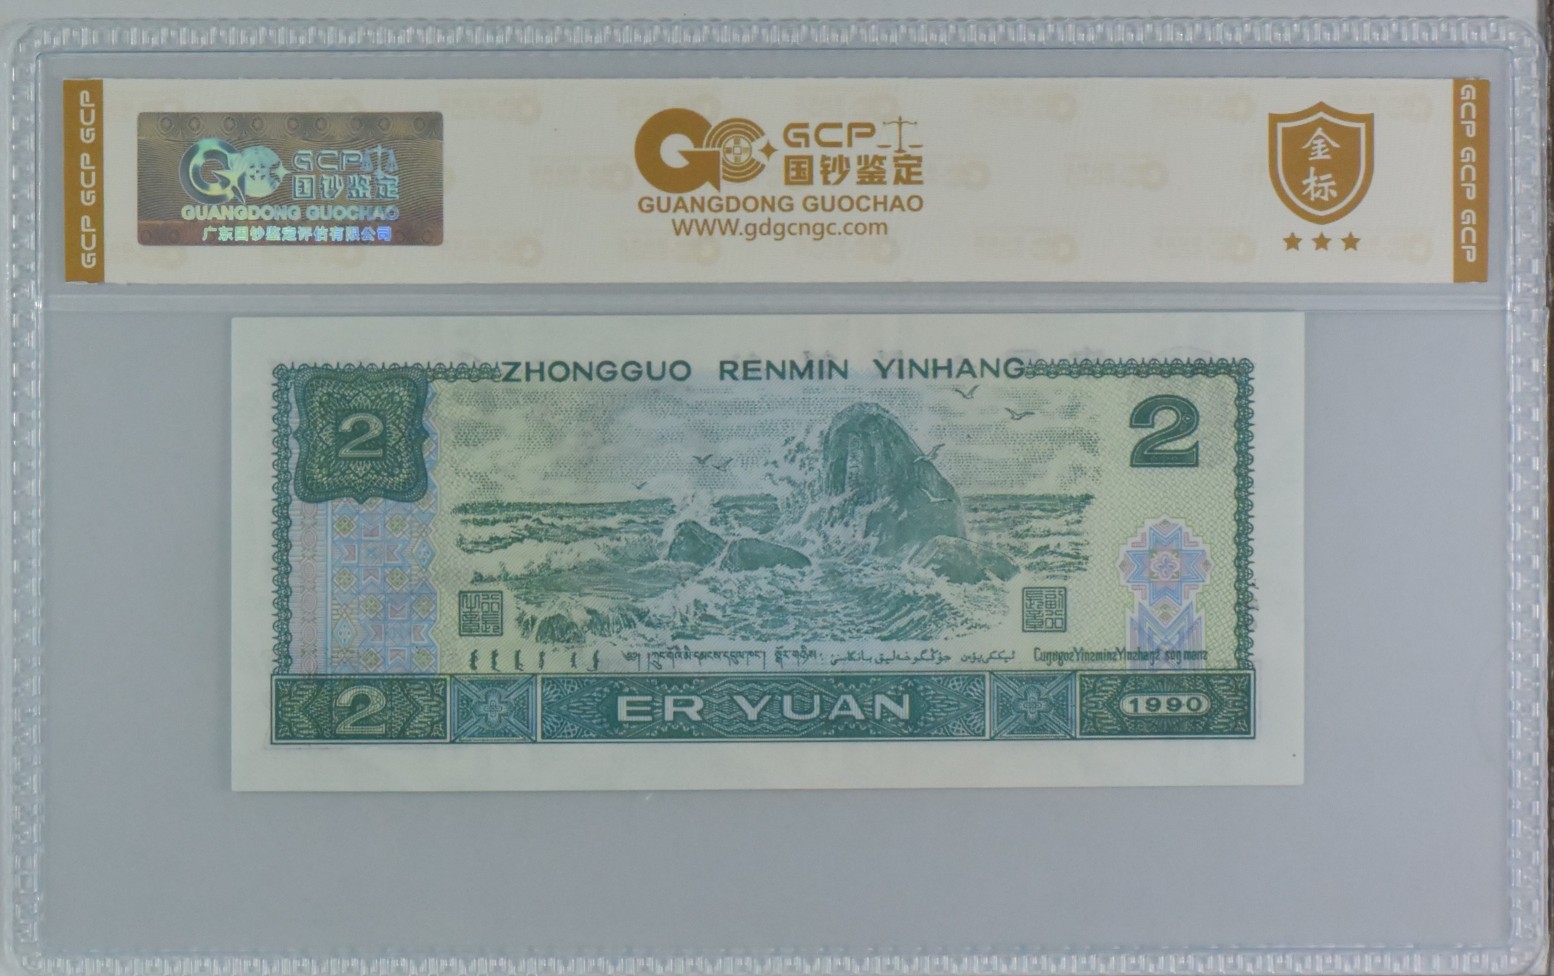 GCP GCP GCP
GCP
国钞鉴定
GUANGDONG GUOCHAO
广东国钞鉴定评估有限公司
GCP
国钞鉴定
GUANGDONG GUOCHAO
WWW.gdgcngc.com
金
标
GCP GCP GCP
ZHONGGUO RENMIN YINHANG
2
2
2
ER YUAN
1990